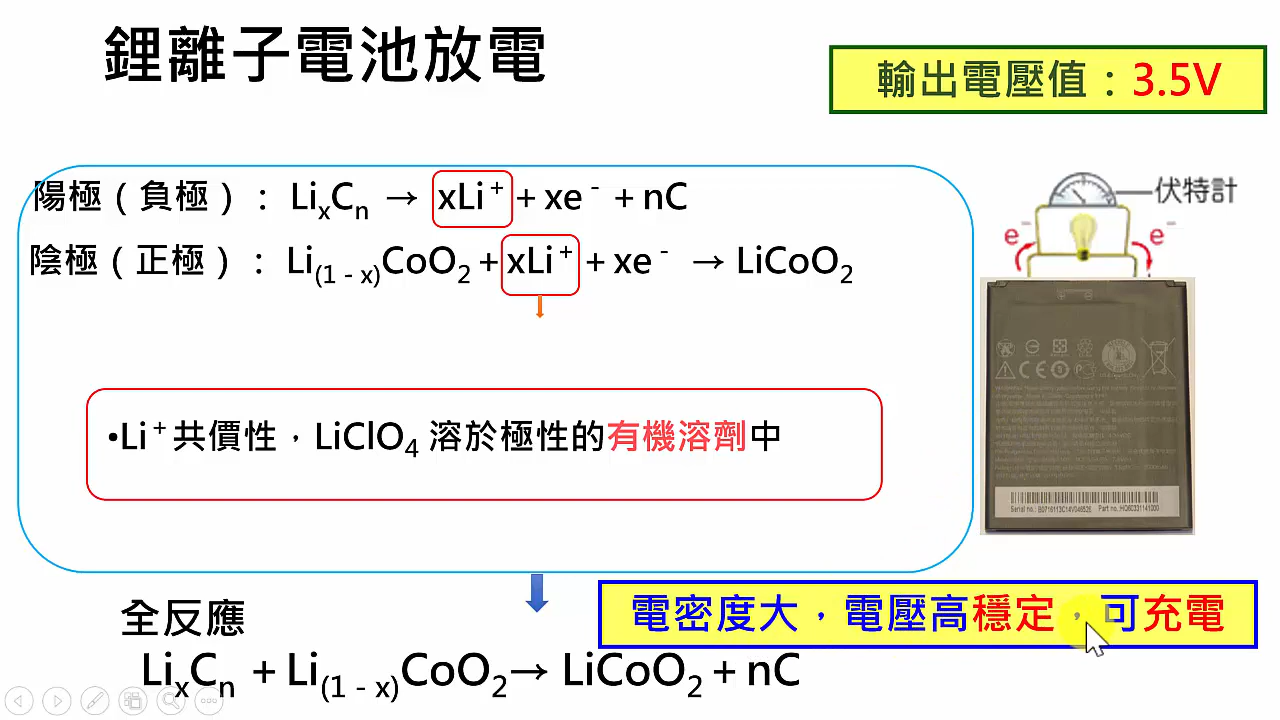 鋰離子電池放電
輸出電壓值：3.5V
陽極（負極）： LiₓCₙ → xLi⁺ + xe⁻ + nC
陰極（正極）： Li₍₁₋ₓ₎CoO₂ + xLi⁺ + xe⁻ → LiCoO₂
伏特計
e⁻ e⁻
•Li⁺共價性，LiClO₄ 溶於極性的有機溶劑中
電密度大，電壓高穩定，可充電
全反應
LiₓCₙ + Li₍₁₋ₓ₎CoO₂→ LiCoO₂ + nC